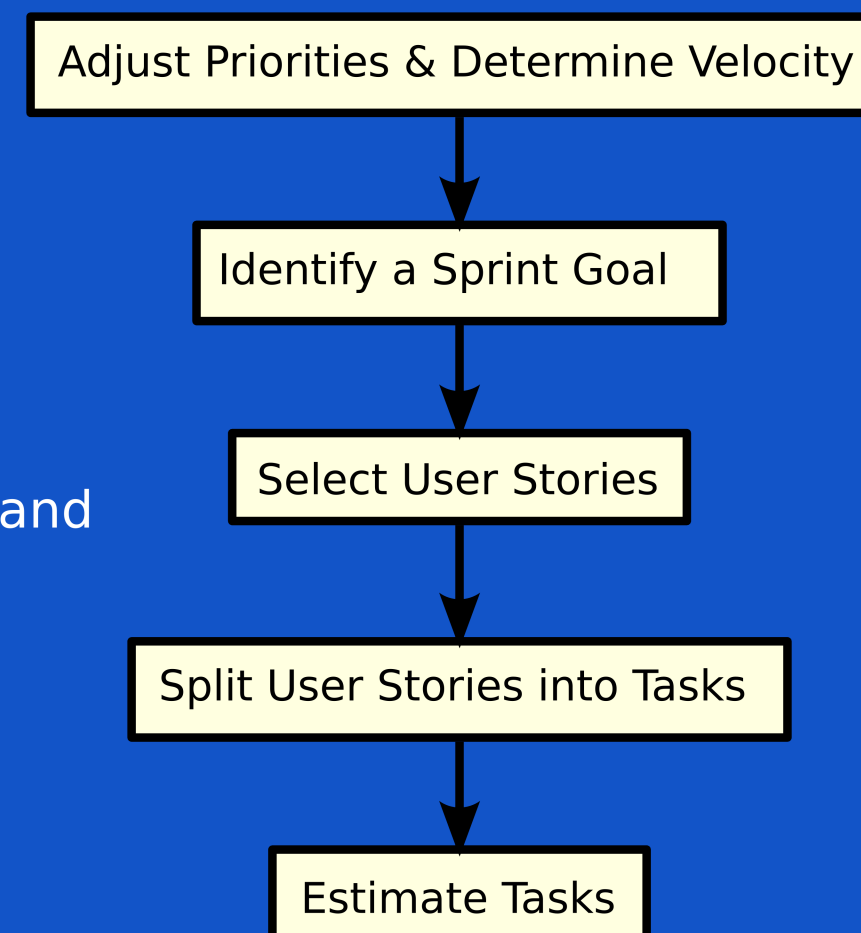 Adjust Priorities & Determine Velocity
Identify a Sprint Goal
Select User Stories
and
Split User Stories into Tasks
Estimate Tasks